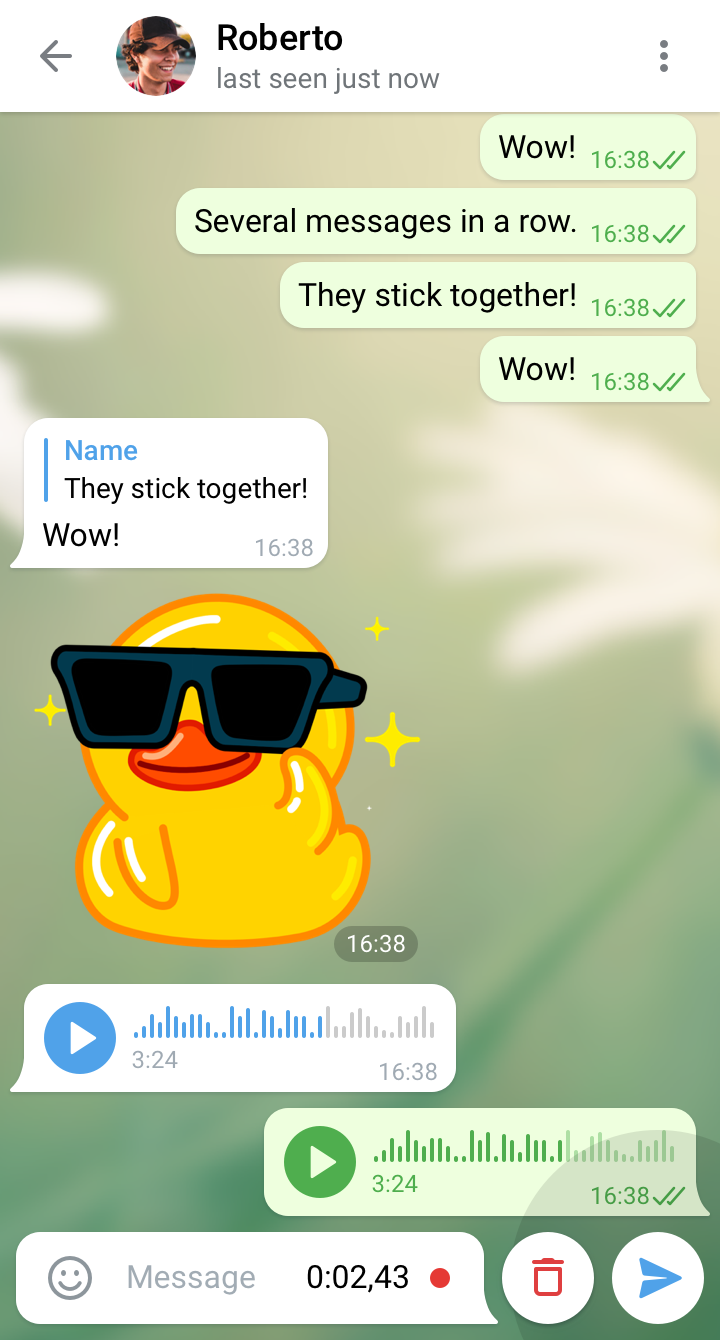 Roberto
last seen just now
Wow! 16:38
Several messages in a row. 16:38
They stick together! 16:38
Wow! 16:38
Name
They stick together!
Wow! 16:38
16:38
3:24 16:38
3:24 16:38
Message 0:02,43